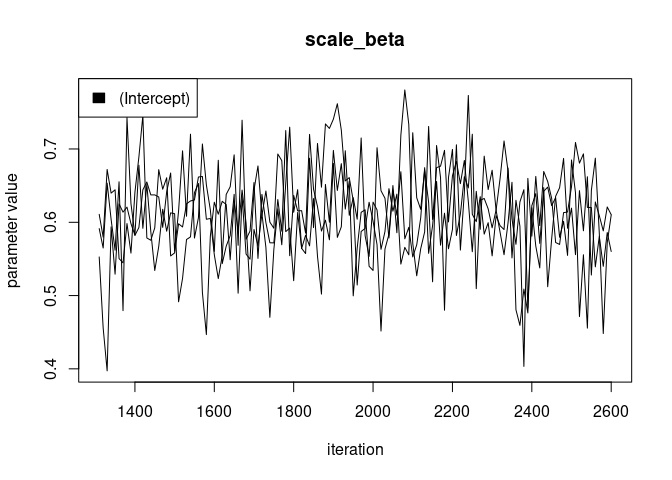 scale_beta
(Intercept)
parameter value
0.7
0.6
0.5
0.4
1400 1600 1800 2000 2200 2400 2600
iteration